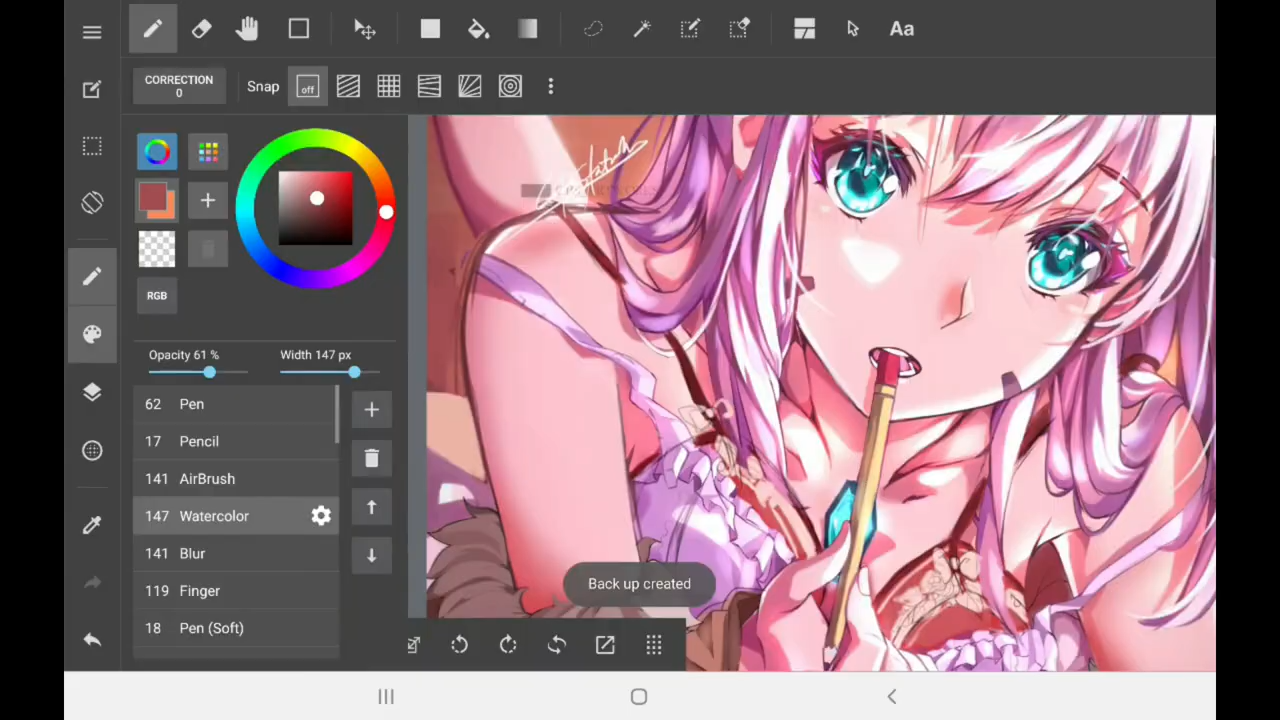 Aa
CORRECTION
0
Snap
off
RGB
Opacity 61 %
Width 147 px
62 Pen
17 Pencil
141 AirBrush
147 Watercolor
141 Blur
119 Finger
18 Pen (Soft)
Back up created